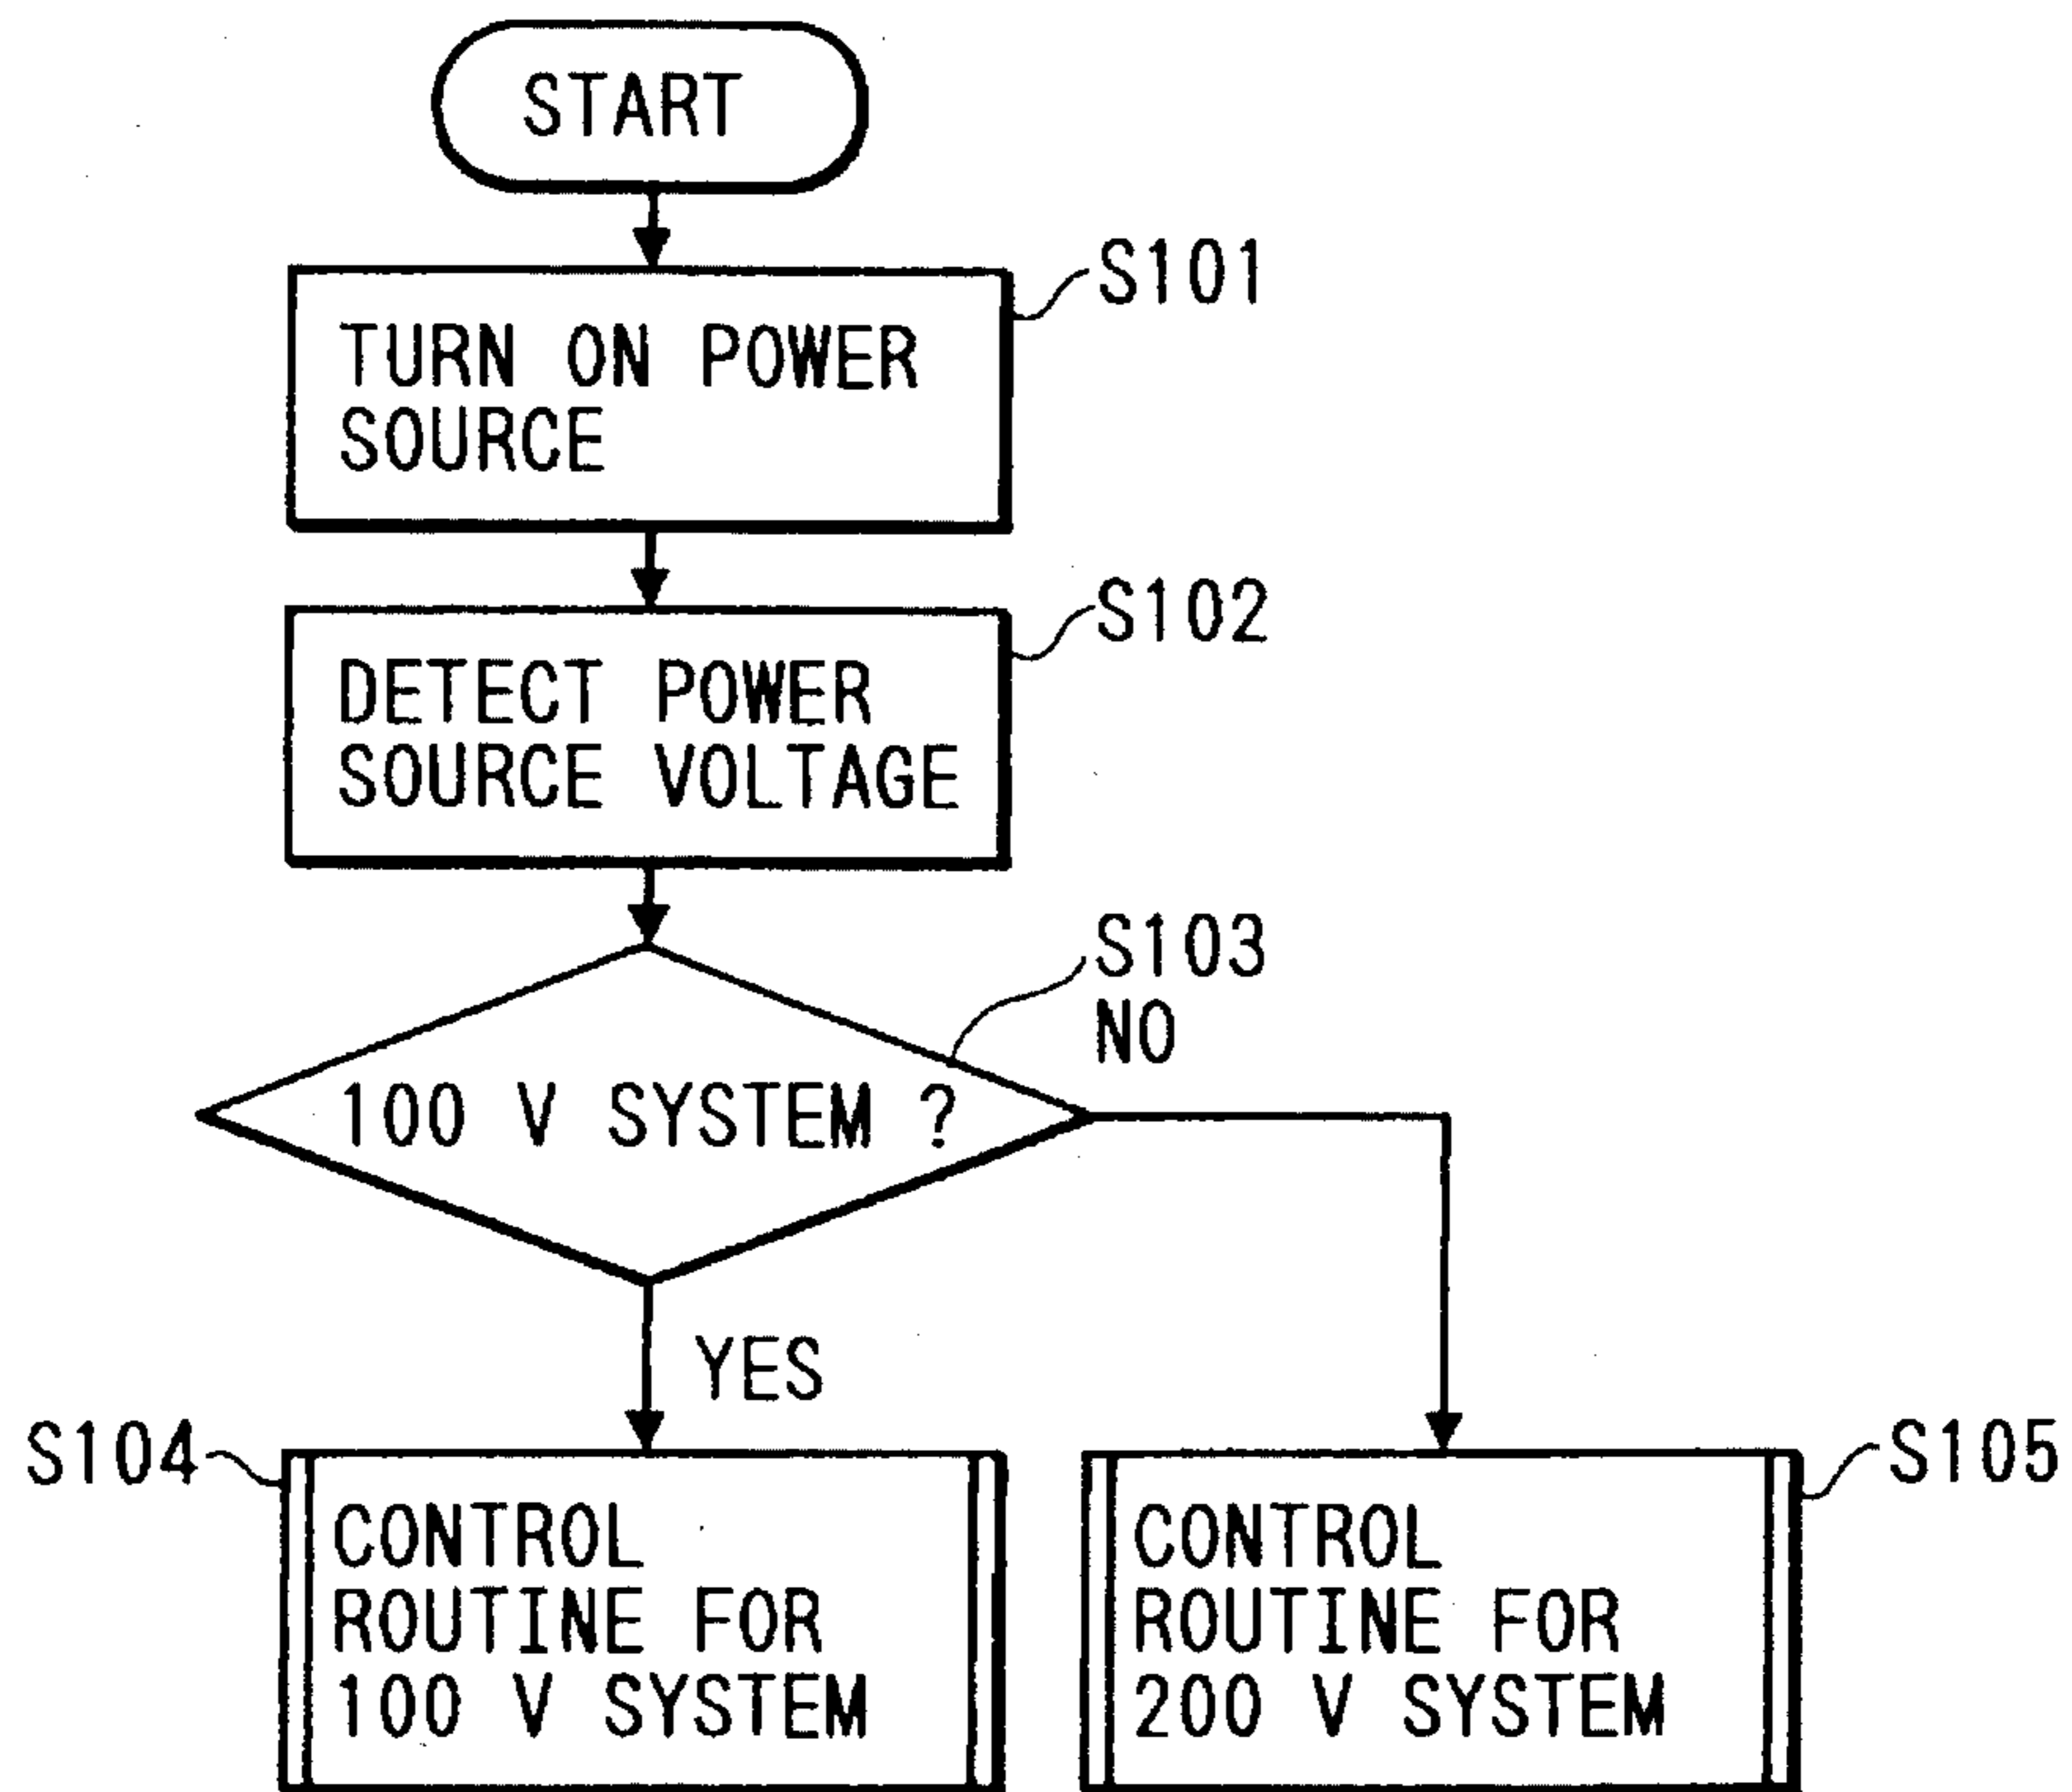 START
S101
TURN ON POWER
SOURCE
S102
DETECT POWER
SOURCE VOLTAGE
S103
NO
100 V SYSTEM ?
YES
S104
CONTROL
ROUTINE FOR
100 V SYSTEM
S105
CONTROL
ROUTINE FOR
200 V SYSTEM